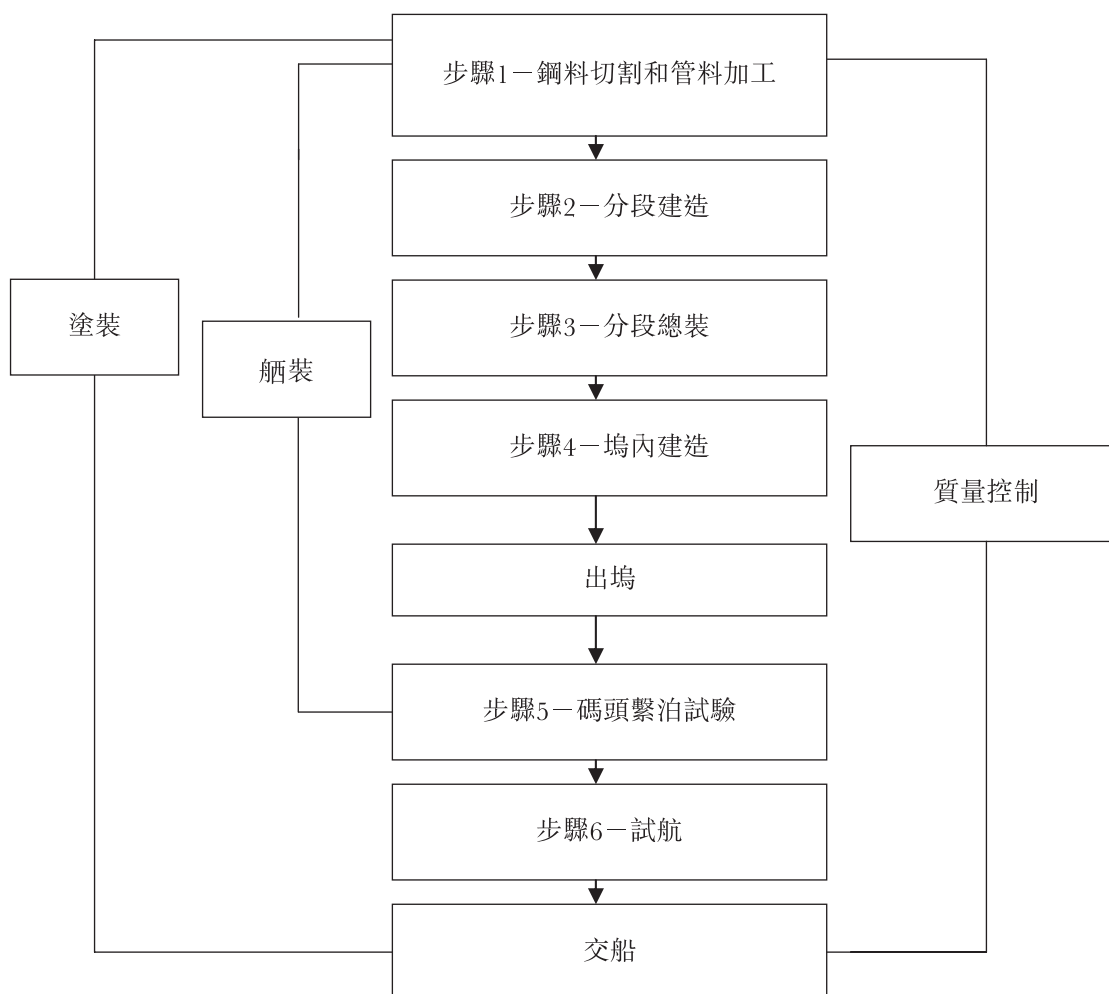 步驟1－鋼料切割和管料加工
步驟2－分段建造
步驟3－分段總裝
塗裝
舾裝
步驟4－塢內建造
質量控制
出塢
步驟5－碼頭繫泊試驗
步驟6－試航
交船